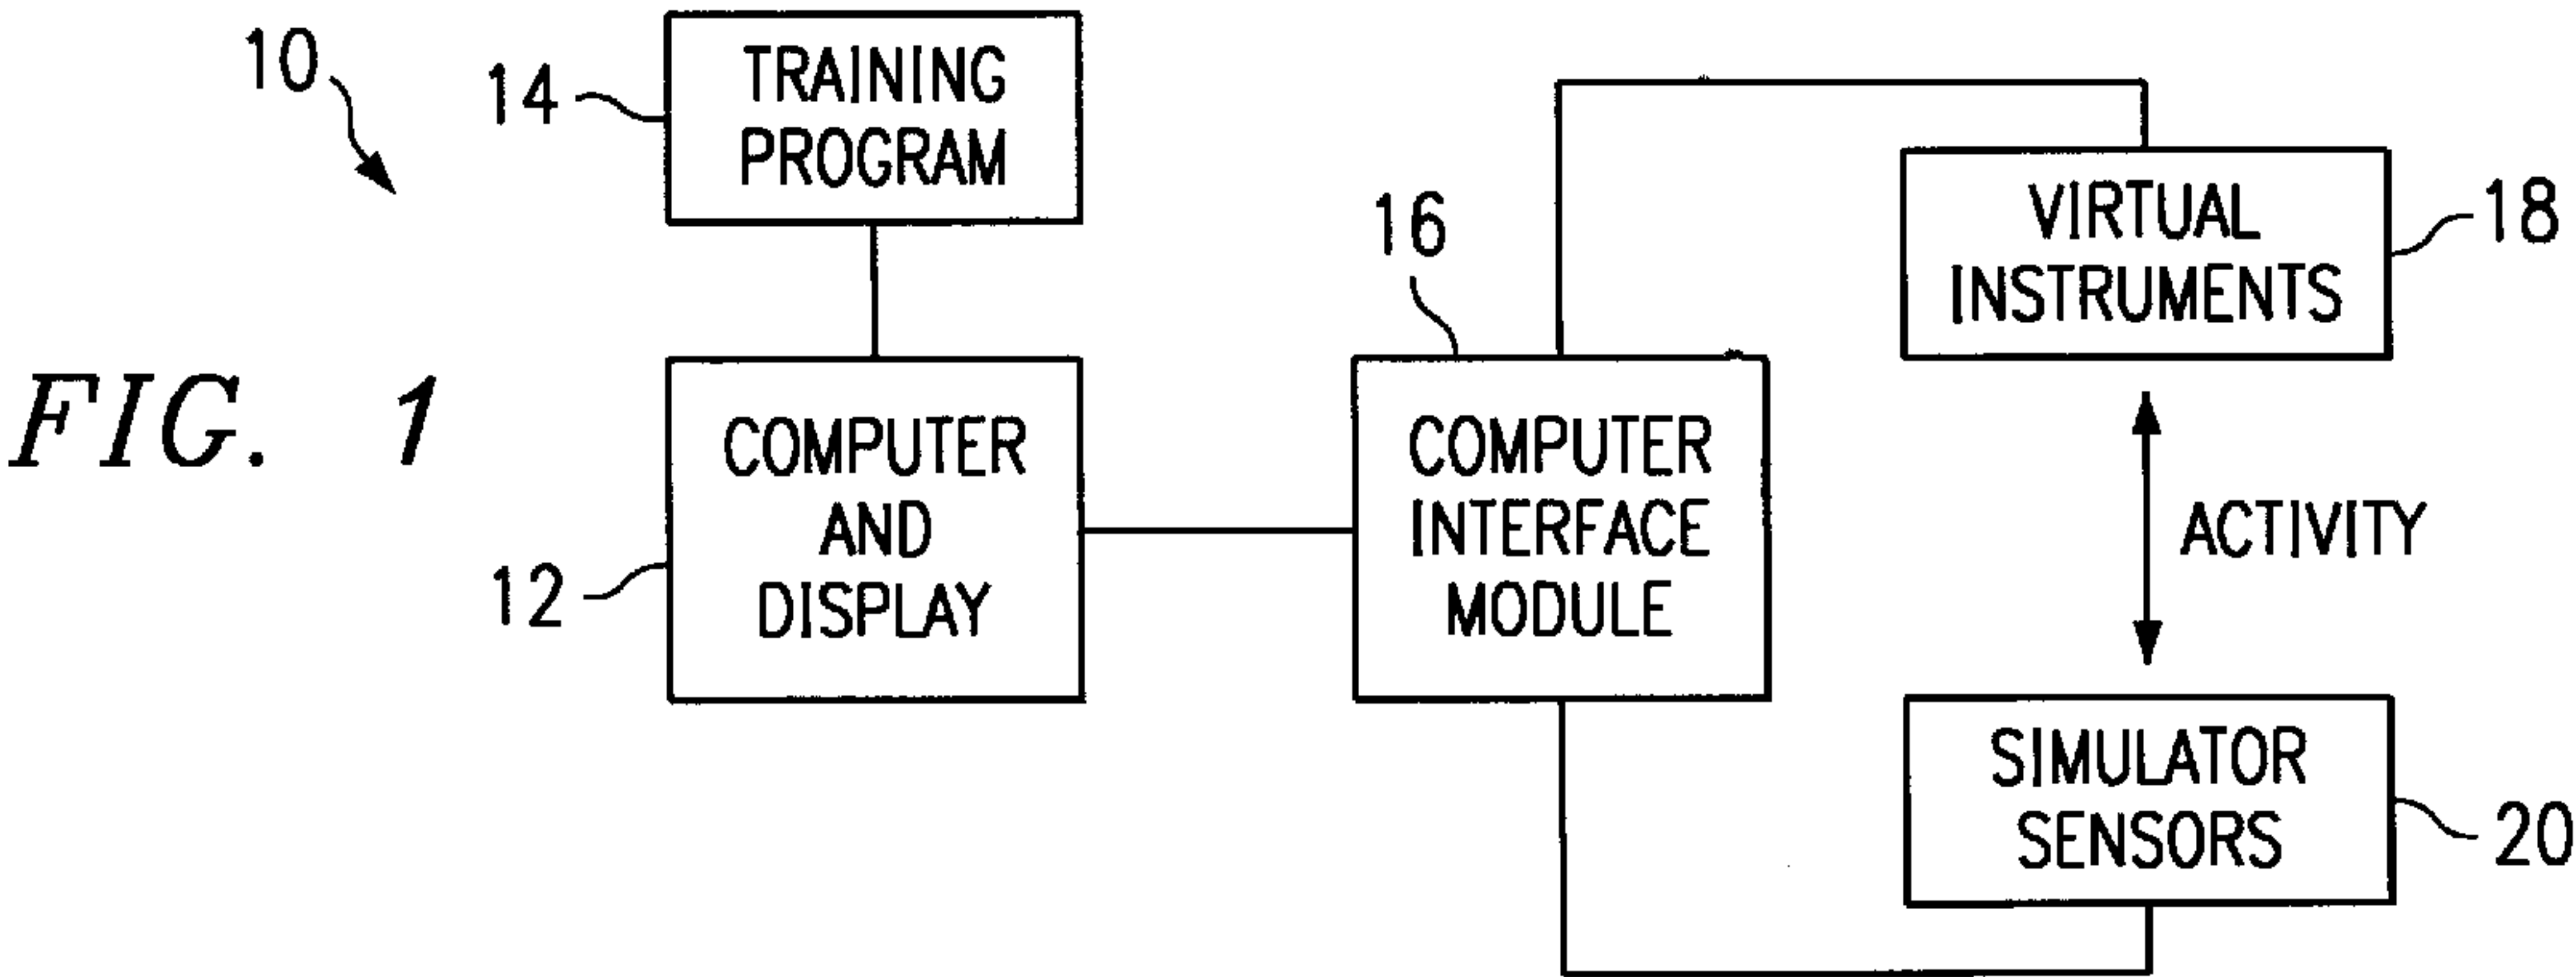 10
14
TRAINING
PROGRAM
16
VIRTUAL
INSTRUMENTS
18
FIG. 1
12
COMPUTER
AND
DISPLAY
COMPUTER
INTERFACE
MODULE
ACTIVITY
SIMULATOR
SENSORS
20